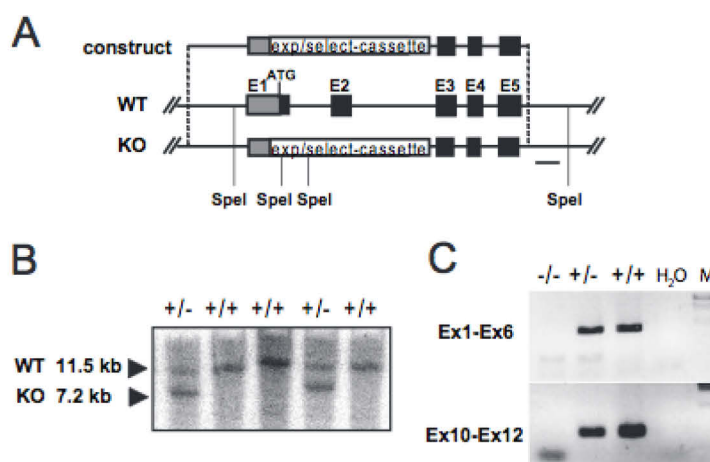 A
construct
exp/select-cassette
E1 ATG E2 E3 E4 E5
WT
KO
exp/select-cassette
SpeI SpeI SpeI SpeI
B
+/- +/+ +/+ +/- +/+
WT 11.5 kb
KO 7.2 kb
C
-/- +/- +/+ H₂O M
Ex1-Ex6
Ex10-Ex12